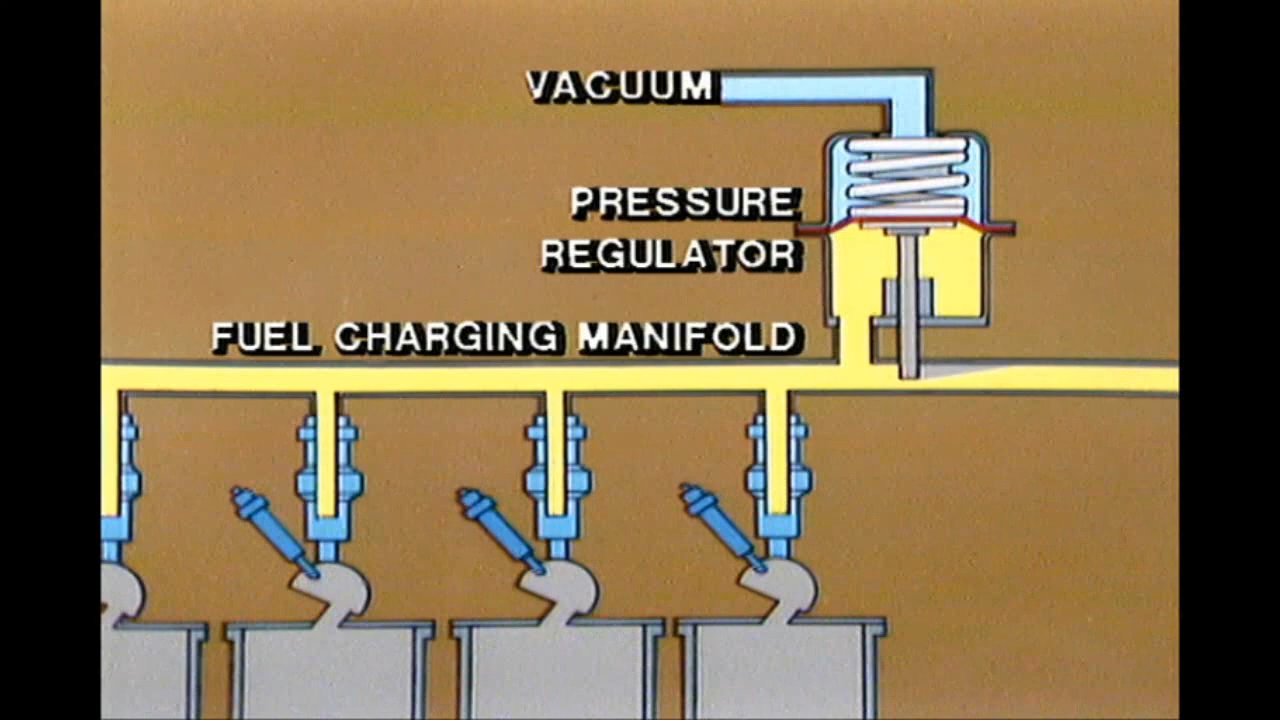 VACUUM
PRESSURE
REGULATOR
FUEL CHARGING MANIFOLD